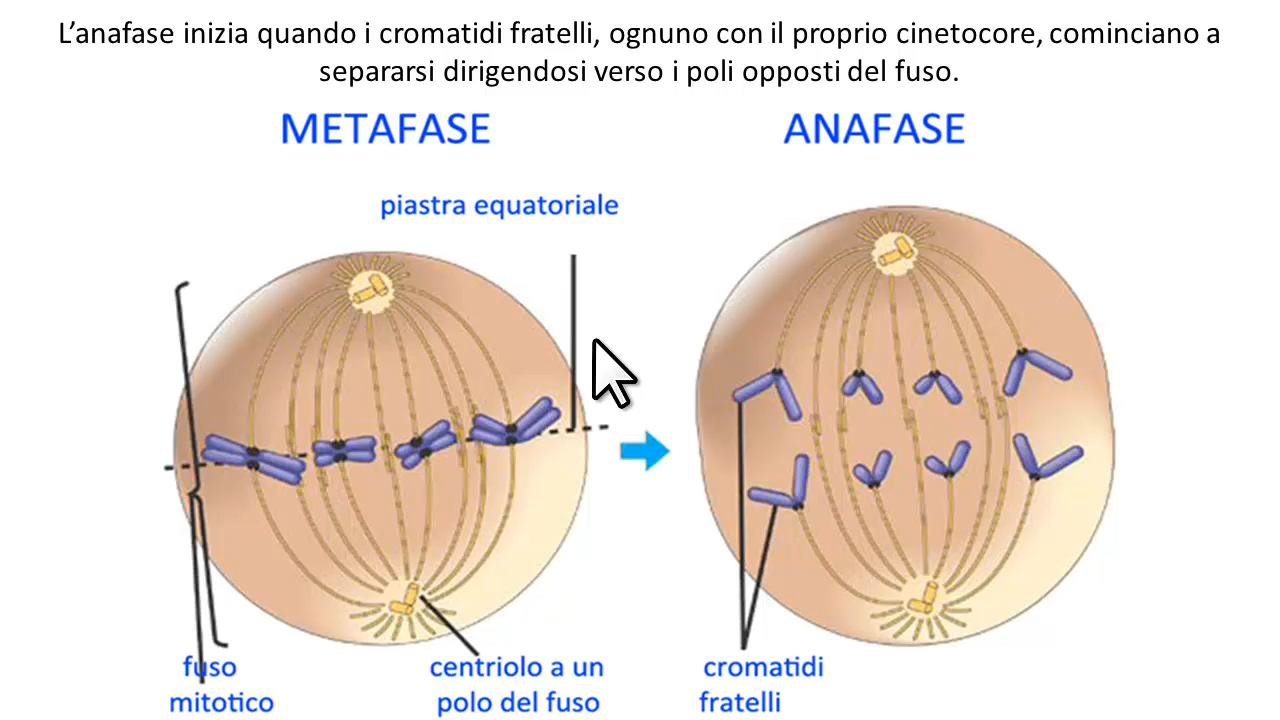 L’anafase inizia quando i cromatidi fratelli, ognuno con il proprio cinetocore, cominciano a
separarsi dirigendosi verso i poli opposti del fuso.
METAFASE
ANAFASE
piastra equatoriale
fuso
mitotico
centriolo a un
polo del fuso
cromatidi
fratelli